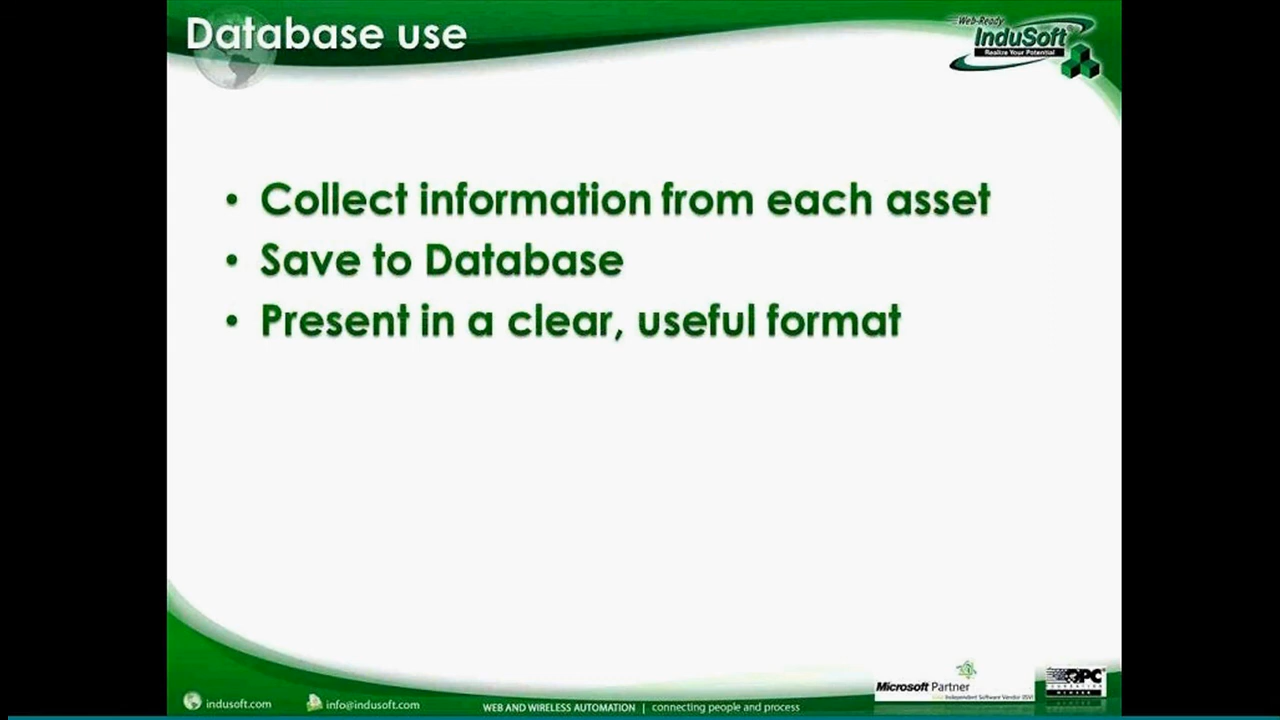 Database use
Web-Ready
InduSoft
Realize Your Potential
• Collect information from each asset
• Save to Database
• Present in a clear, useful format
indusoft.com
info@indusoft.com
WEB AND WIRELESS AUTOMATION | connecting people and process
Microsoft Partner
Independent Software Vendor (ISV)
OPC
FOUNDATION
MEMBER